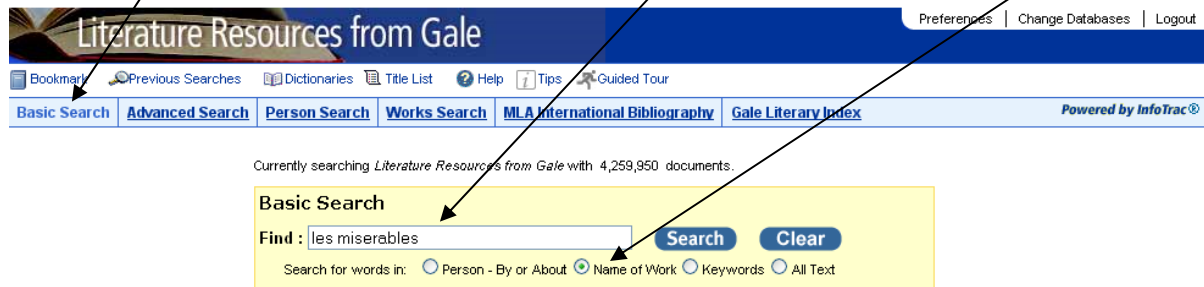 Preferences | Change Databases | Logout
Literature Resources from Gale
Bookmark Previous Searches Dictionaries Title List Help Tips Guided Tour
Basic Search Advanced Search Person Search Works Search MLA International Bibliography Gale Literary Index Powered by InfoTrac®
Currently searching Literature Resources from Gale with 4,259,950 documents.
Basic Search
Find : les miserables Search Clear
Search for words in: Person - By or About Name of Work Keywords All Text